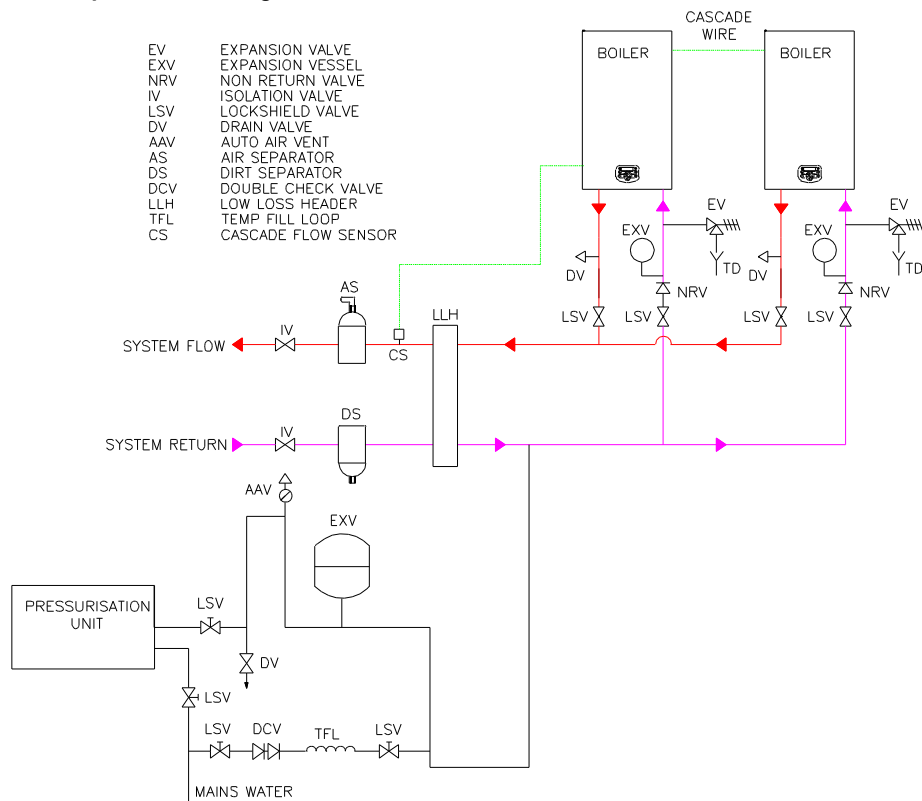 CASCADE
WIRE
EV EXPANSION VALVE
EXV EXPANSION VESSEL
NRV NON RETURN VALVE
IV ISOLATION VALVE
LSV LOCKSHIELD VALVE
DV DRAIN VALVE
AAV AUTO AIR VENT
AS AIR SEPARATOR
DS DIRT SEPARATOR
DCV DOUBLE CHECK VALVE
LLH LOW LOSS HEADER
TFL TEMP FILL LOOP
CS CASCADE FLOW SENSOR
BOILER
BOILER
EV
EV
EXV
EXV
DV
TD
DV
TD
NRV
NRV
AS
LLH
LSV
LSV
LSV
LSV
IV
SYSTEM FLOW
CS
DS
IV
SYSTEM RETURN
AAV
EXV
PRESSURISATION
UNIT
LSV
DV
LSV
LSV
DCV
TFL
LSV
MAINS WATER